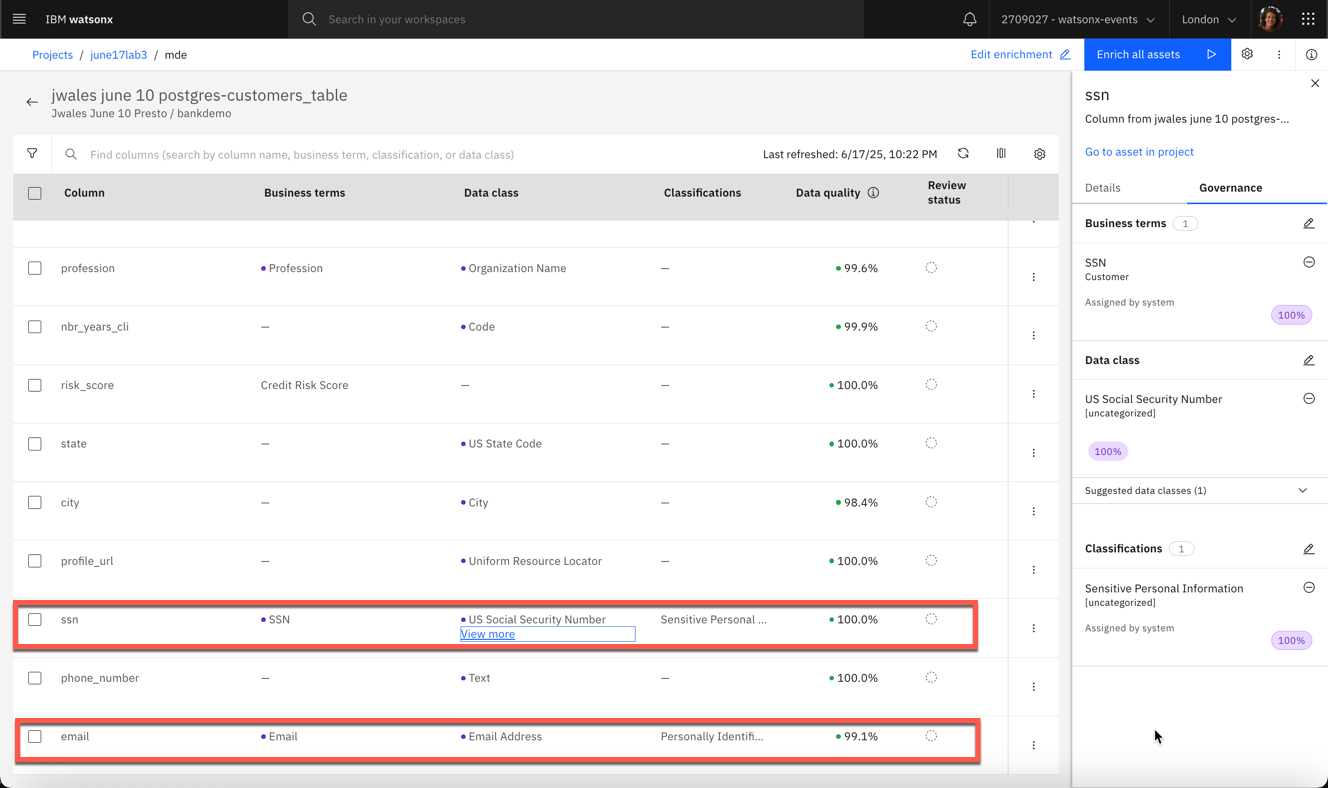 IBM watsonx
Search in your workspaces
2709027 - watsonx-events
London
Projects / june17lab3 / mde
Edit enrichment
Enrich all assets
jwales june 10 postgres-customers_table
Jwales June 10 Presto / bankdemo
Find columns (search by column name, business term, classification, or data class)
Last refreshed: 6/17/25, 10:22 PM
Column Business terms Data class Classifications Data quality Review status
profession Profession Organization Name — 99.6%
nbr_years_cli — Code — 99.9%
risk_score Credit Risk Score — — 100.0%
state — US State Code — 100.0%
city — City — 98.4%
profile_url — Uniform Resource Locator — 100.0%
ssn SSN US Social Security Number Sensitive Personal ... 100.0%
View more
phone_number — Text — 100.0%
email Email Email Address Personally Identifi... 99.1%
ssn
Column from jwales june 10 postgres-...
Go to asset in project
Details Governance
Business terms 1
SSN
Customer
Assigned by system
100%
Data class
US Social Security Number
[uncategorized]
100%
Suggested data classes (1)
Classifications 1
Sensitive Personal Information
[uncategorized]
Assigned by system
100%